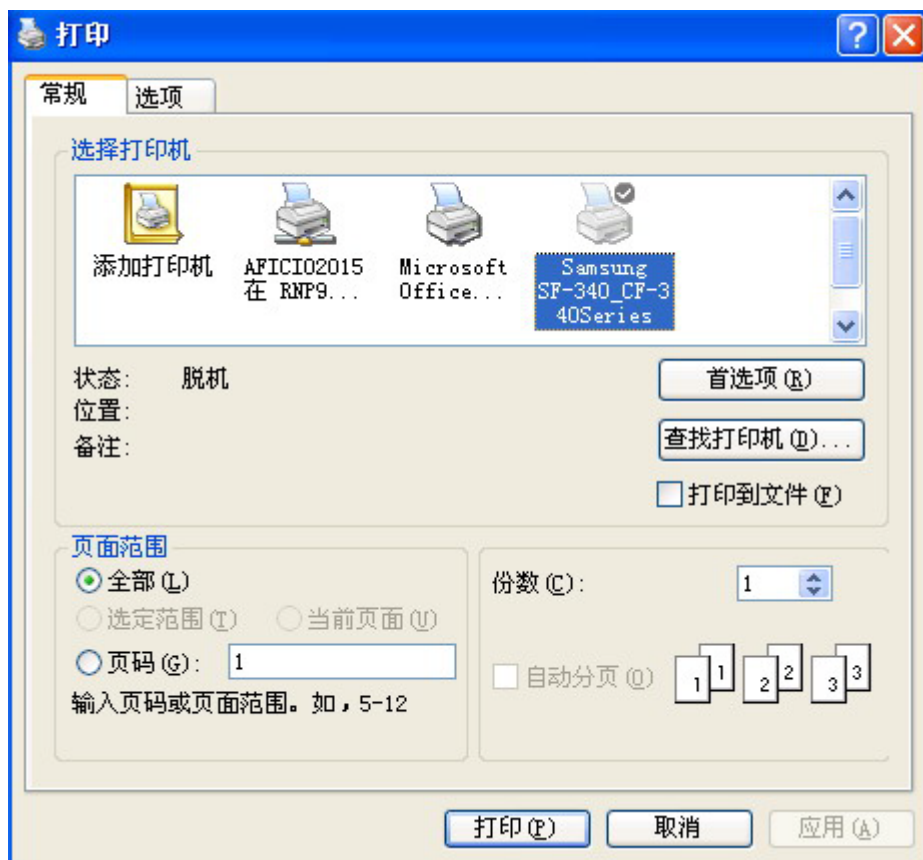 打印
常规
选项
选择打印机
添加打印机
AFICIO2015
在 RNP9...
Microsoft
Office...
Samsung
SF-340_CF-3
40Series
状态: 脱机
位置:
备注:
首选项(R)
查找打印机(D)...
打印到文件(F)
页面范围
全部(L)
选定范围(T) 当前页面(U)
页码(G): 1
输入页码或页面范围。如，5-12
份数(C): 1
自动分页(O)
1 1 2 2 3 3
打印(P) 取消 应用(A)